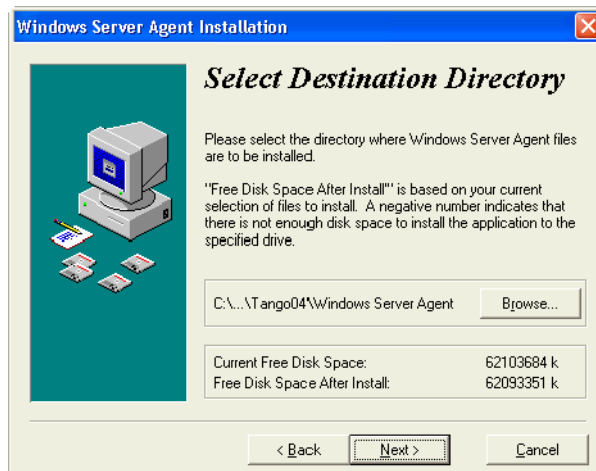 Windows Server Agent Installation
Select Destination Directory
Please select the directory where Windows Server Agent files
are to be installed.
"Free Disk Space After Install"' is based on your current
selection of files to install. A negative number indicates that
there is not enough disk space to install the application to the
specified drive.
C:\...\Tango04\Windows Server Agent Browse...
Current Free Disk Space: 62103684 k
Free Disk Space After Install: 62093351 k
< Back Next > Cancel